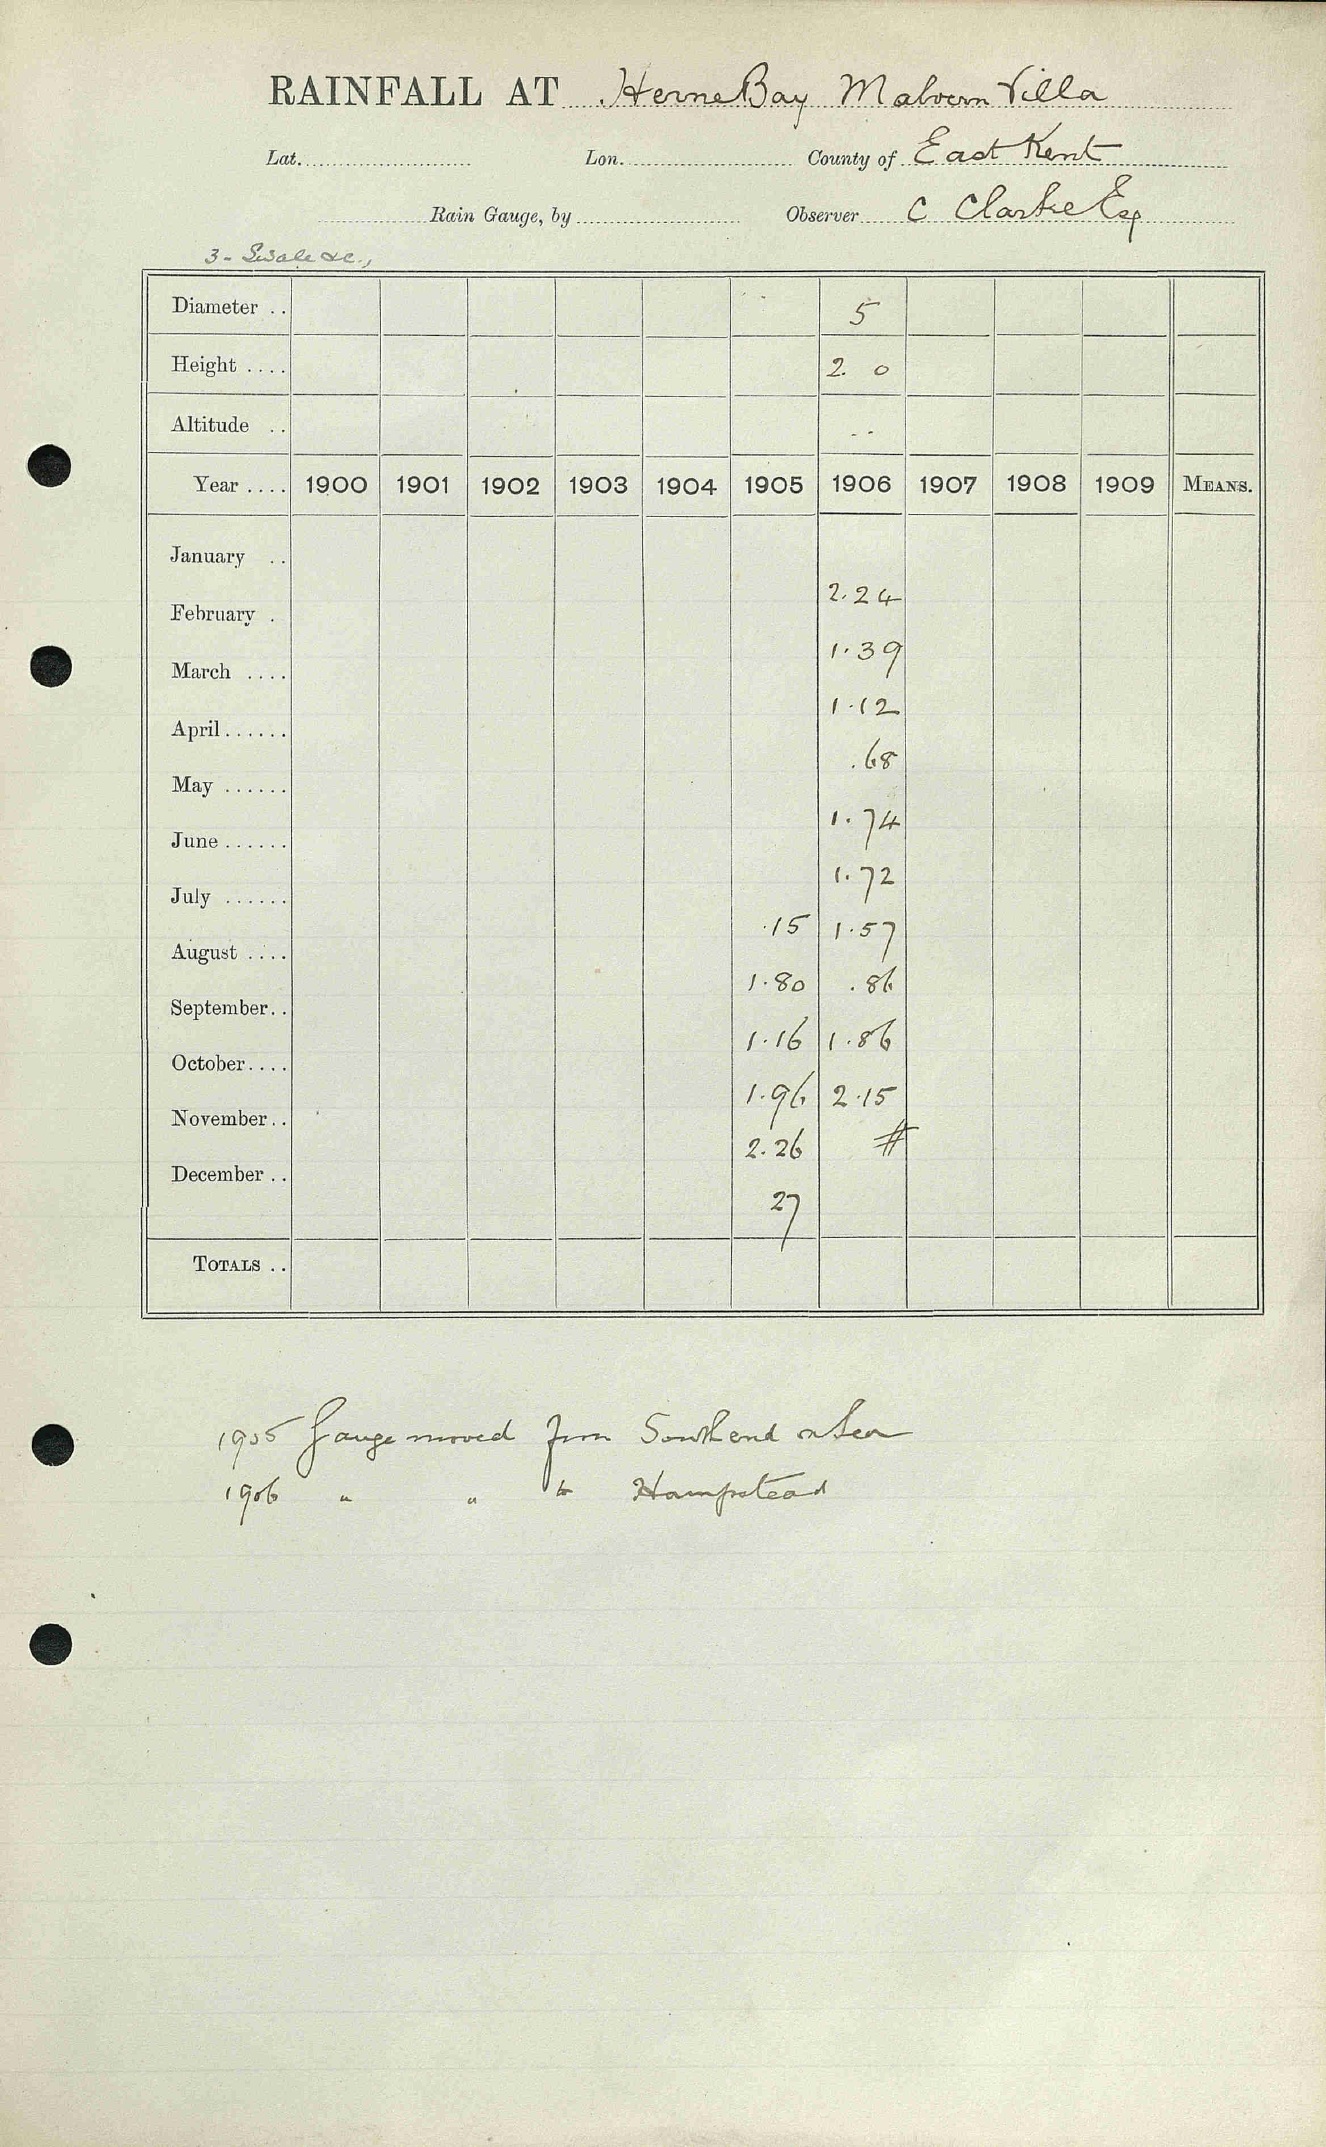 RAINFALL AT Herne Bay Malvern Villa
Lat. Lon. County of East Kent
Rain Gauge, by Observer C Clarke Esq
3 - Swale &c.,
Diameter .. 5
Height .... 2. 0
Altitude .. --
Year .... 1900 1901 1902 1903 1904 1905 1906 1907 1908 1909 MEANS.
January ..
2.24
February .
1.39
March ....
1.12
April......
.68
May ......
1.74
June......
1.72
July ......
.15 1.57
August ....
1.80 .86
September..
1.16 1.86
October....
1.96 2.15
November..
2.26 #
December ..
27
TOTALS ..
1905 Gauge moved from Southend on Sea
1906 " " to Hampstead